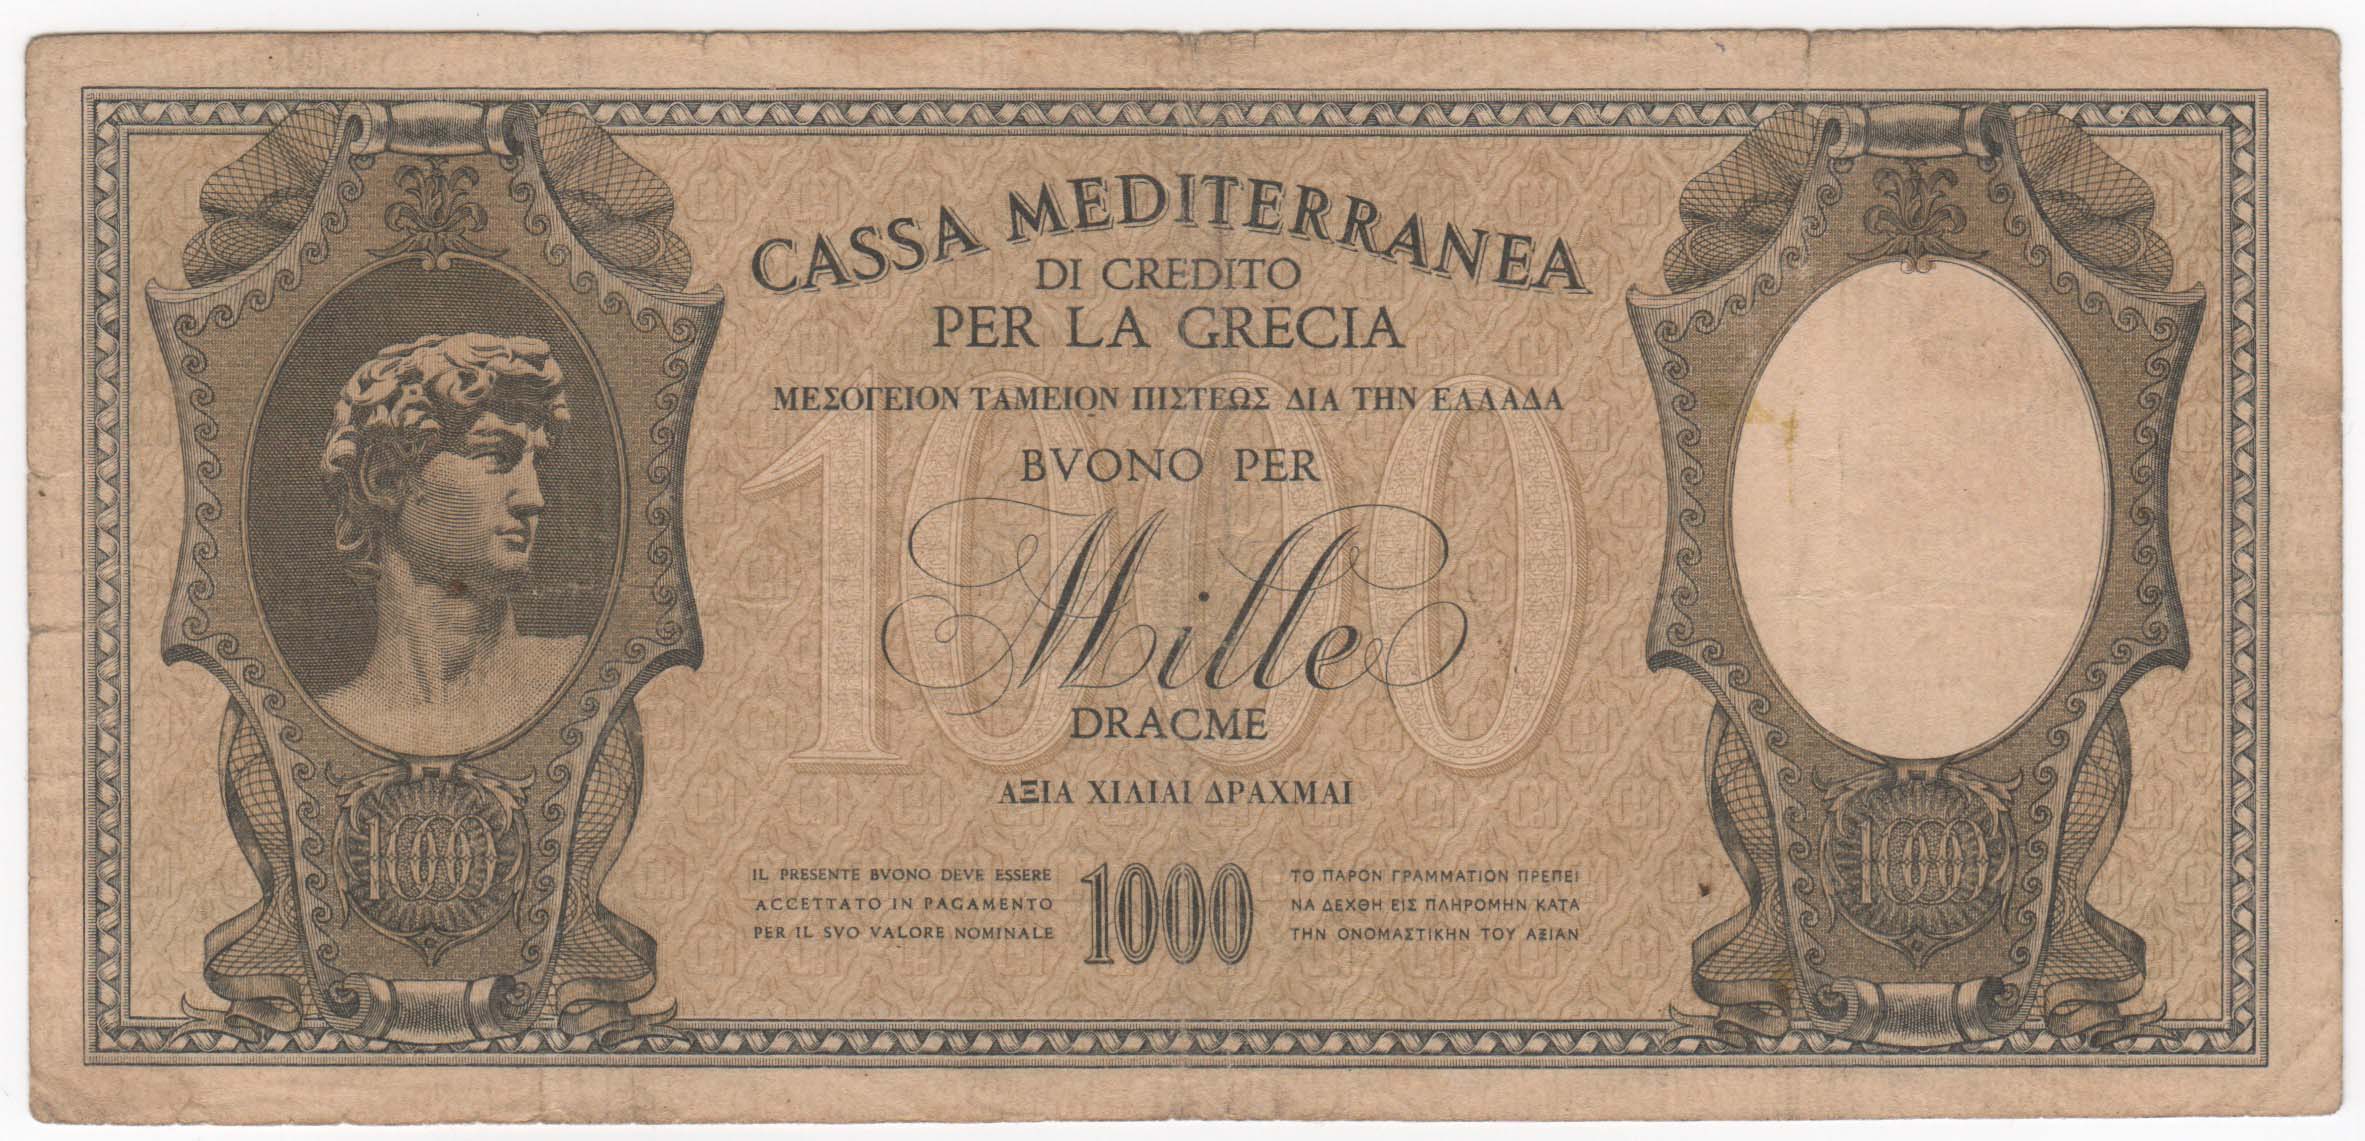 CASSA MEDITERRANEA
DI CREDITO
PER LA GRECIA
ΜΕΣΟΓΕΙΟΝ ΤΑΜΕΙΟΝ ΠΙΣΤΕΩΣ ΔΙΑ ΤΗΝ ΕΛΛΑΔΑ
BVONO PER
1000
Mille
DRACME
ΑΞΙΑ ΧΙΛΙΑΙ ΔΡΑΧΜΑΙ
1000
IL PRESENTE BVONO DEVE ESSERE
ACCETTATO IN PAGAMENTO
PER IL SVO VALORE NOMINALE
1000
ΤΟ ΠΑΡΟΝ ΓΡΑΜΜΑΤΙΟΝ ΠΡΕΠΕΙ
ΝΑ ΔΕΧΘΗ ΕΙΣ ΠΛΗΡΟΜΗΝ ΚΑΤΑ
ΤΗΝ ΟΝΟΜΑΣΤΙΚΗΝ ΤΟΥ ΑΞΙΑΝ
1000